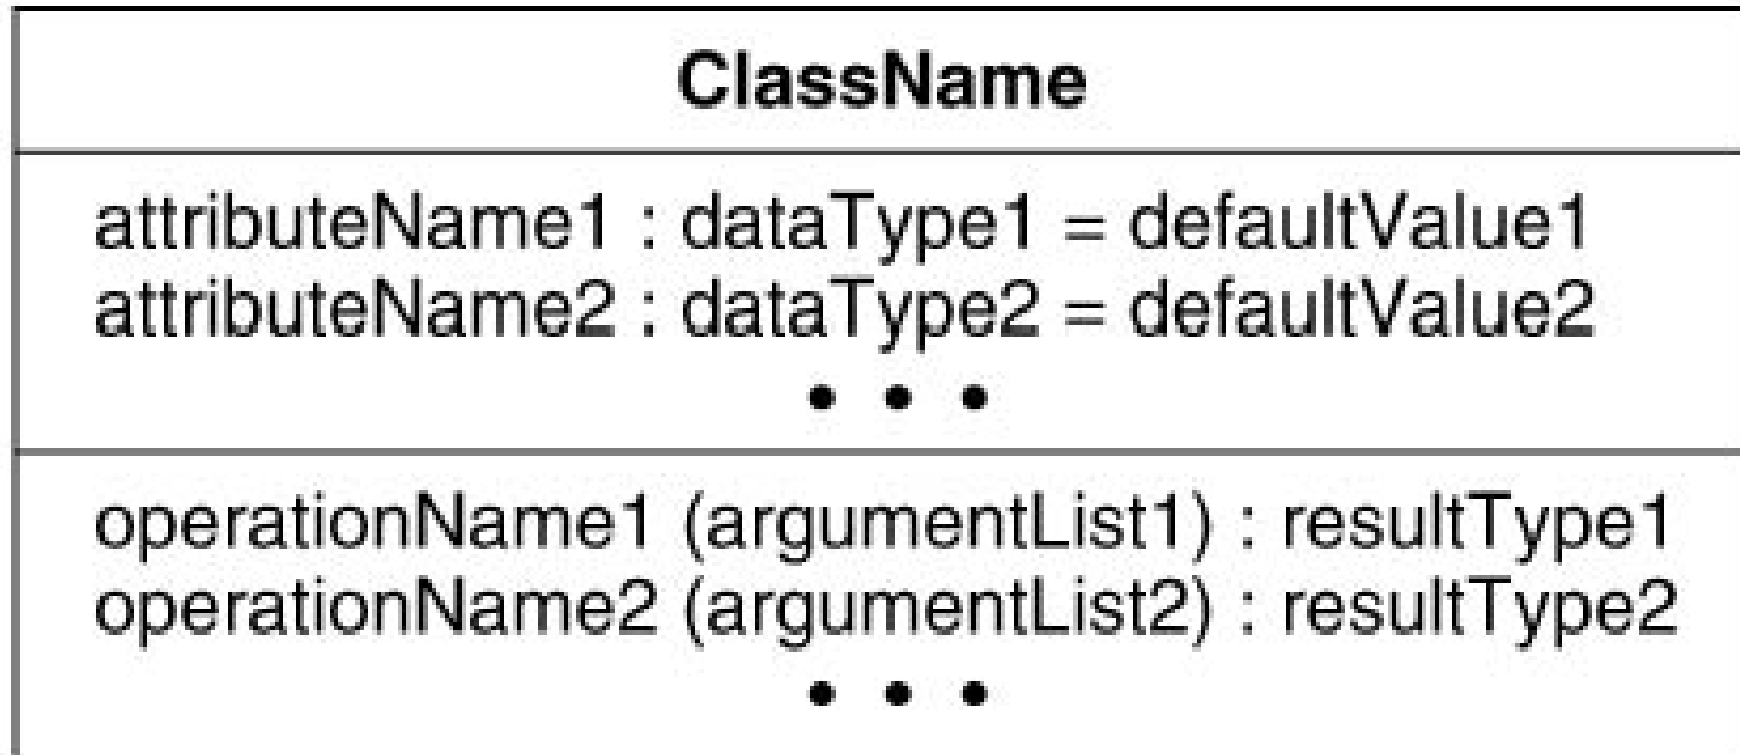 ClassName
attributeName1 : dataType1 = defaultValue1
attributeName2 : dataType2 = defaultValue2
• • •
operationName1 (argumentList1) : resultType1
operationName2 (argumentList2) : resultType2
• • •